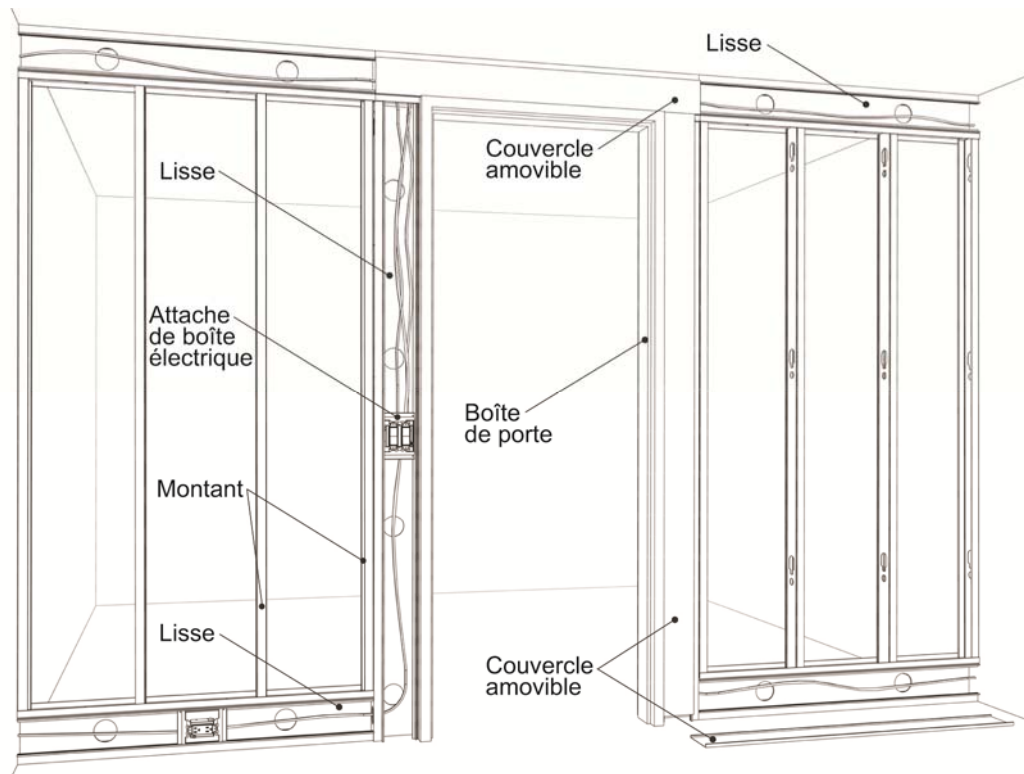 Lisse
Couvercle
amovible
Lisse
Attache
de boîte
électrique
Boîte
de porte
Montant
Lisse
Couvercle
amovible